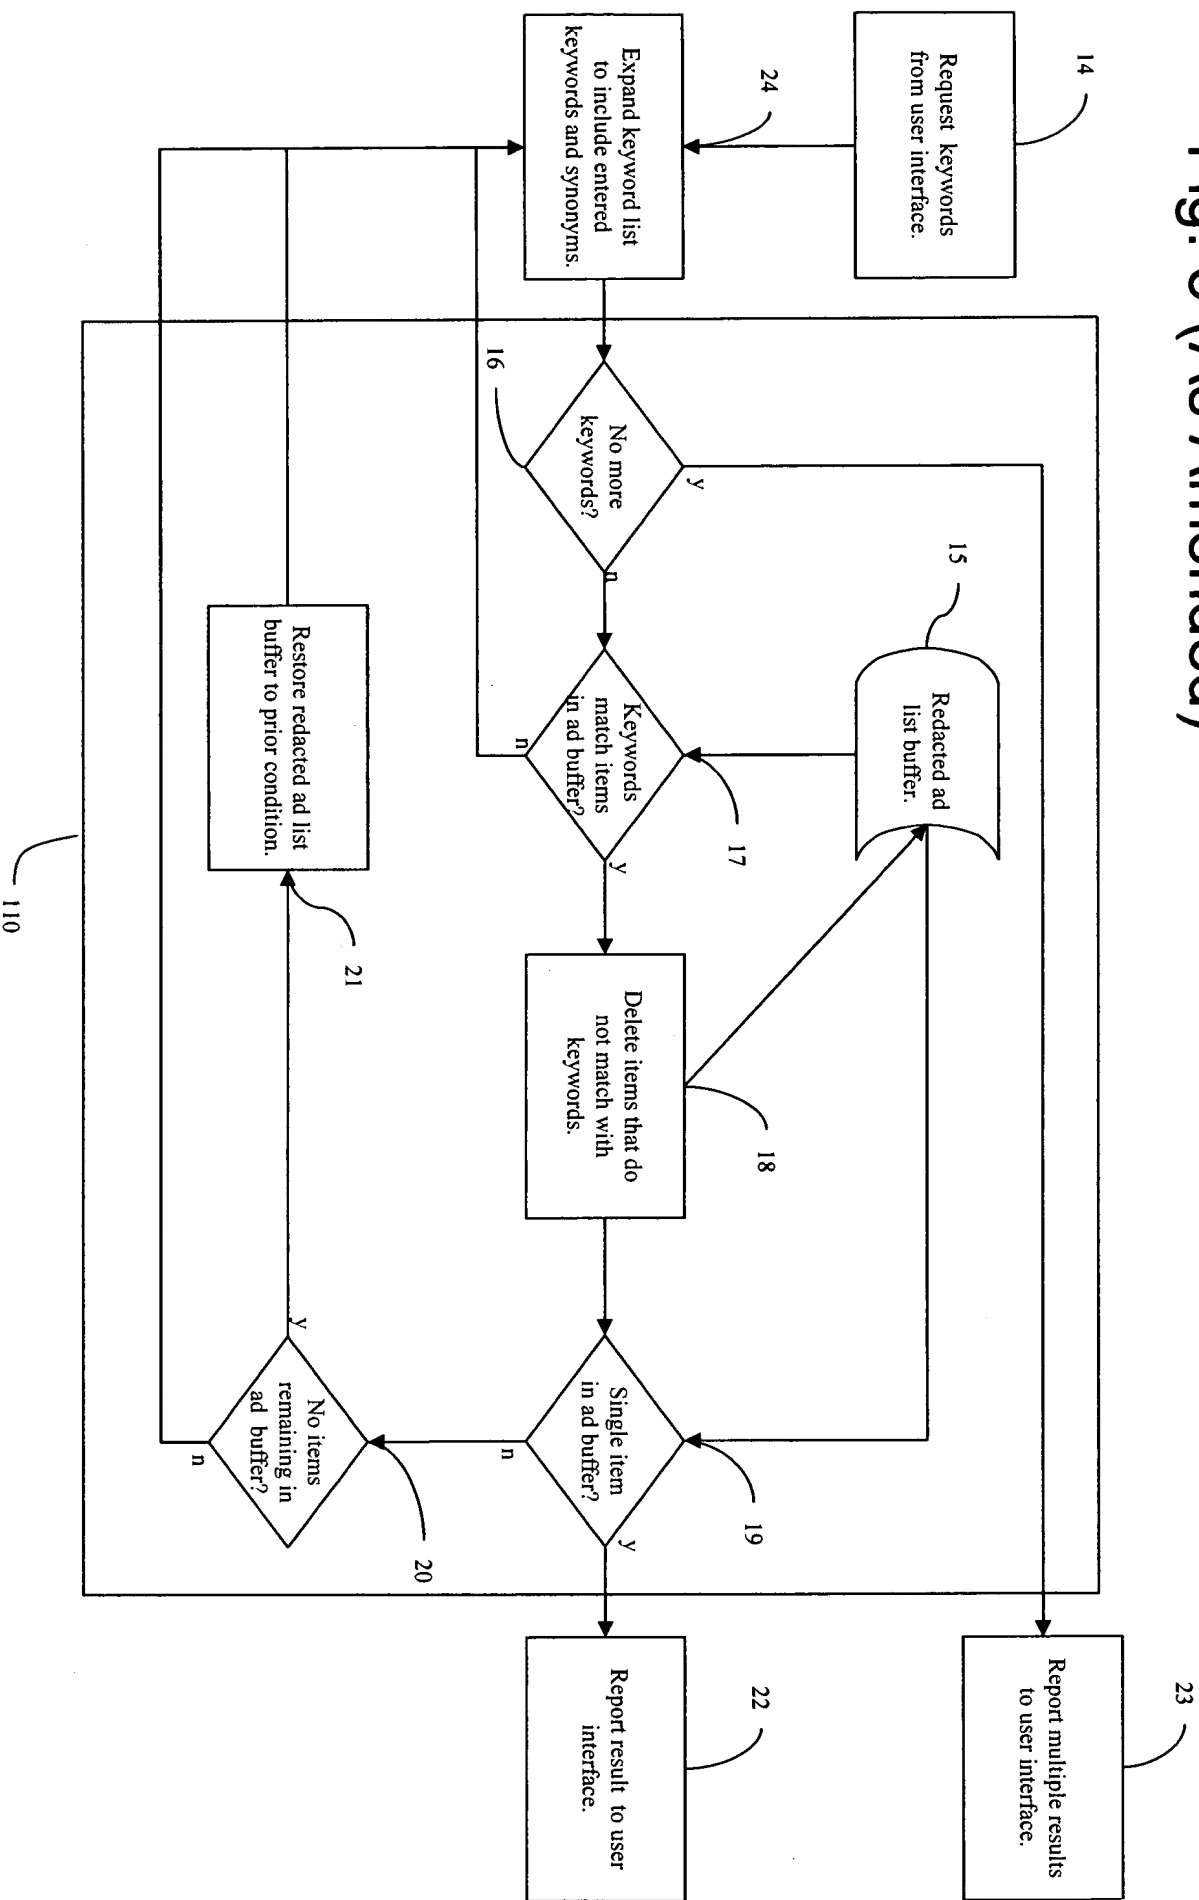 Fig. (As Amended)
14
Request keywords
from user interface.
23
Report multiple results
to user interface.
15
Redacted ad
list buffer.
24
17
18
19
22
Expand keyword list
to include entered
keywords and synonyms.
y
No more
keywords?
n
Keywords
match items
in ad buffer?
y
n
Delete items that do
not match with
keywords.
Single item
in ad buffer?
y
n
Report result to user
interface.
16
21
20
Restore redacted ad list
buffer to prior condition.
y
No items
remaining in
ad buffer?
n
110